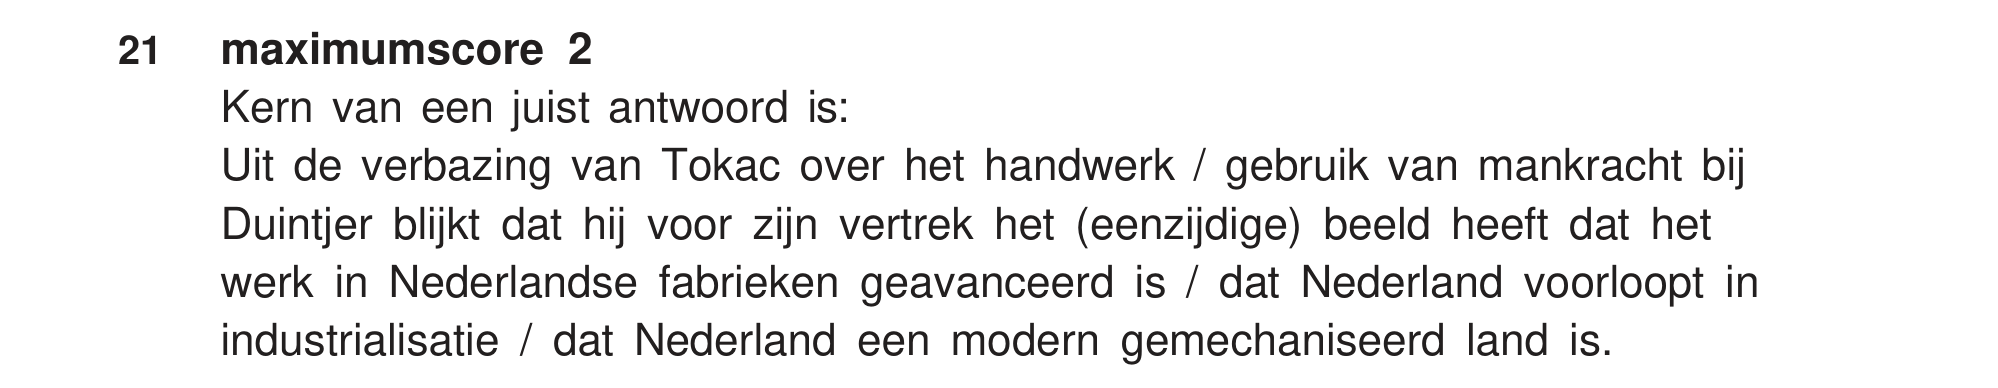 21 maximumscore 2
Kern van een juist antwoord is:
Uit de verbazing van Tokac over het handwerk / gebruik van mankracht bij
Duintjer blijkt dat hij voor zijn vertrek het (eenzijdige) beeld heeft dat het
werk in Nederlandse fabrieken geavanceerd is / dat Nederland voorloopt in
industrialisatie / dat Nederland een modern gemechaniseerd land is.